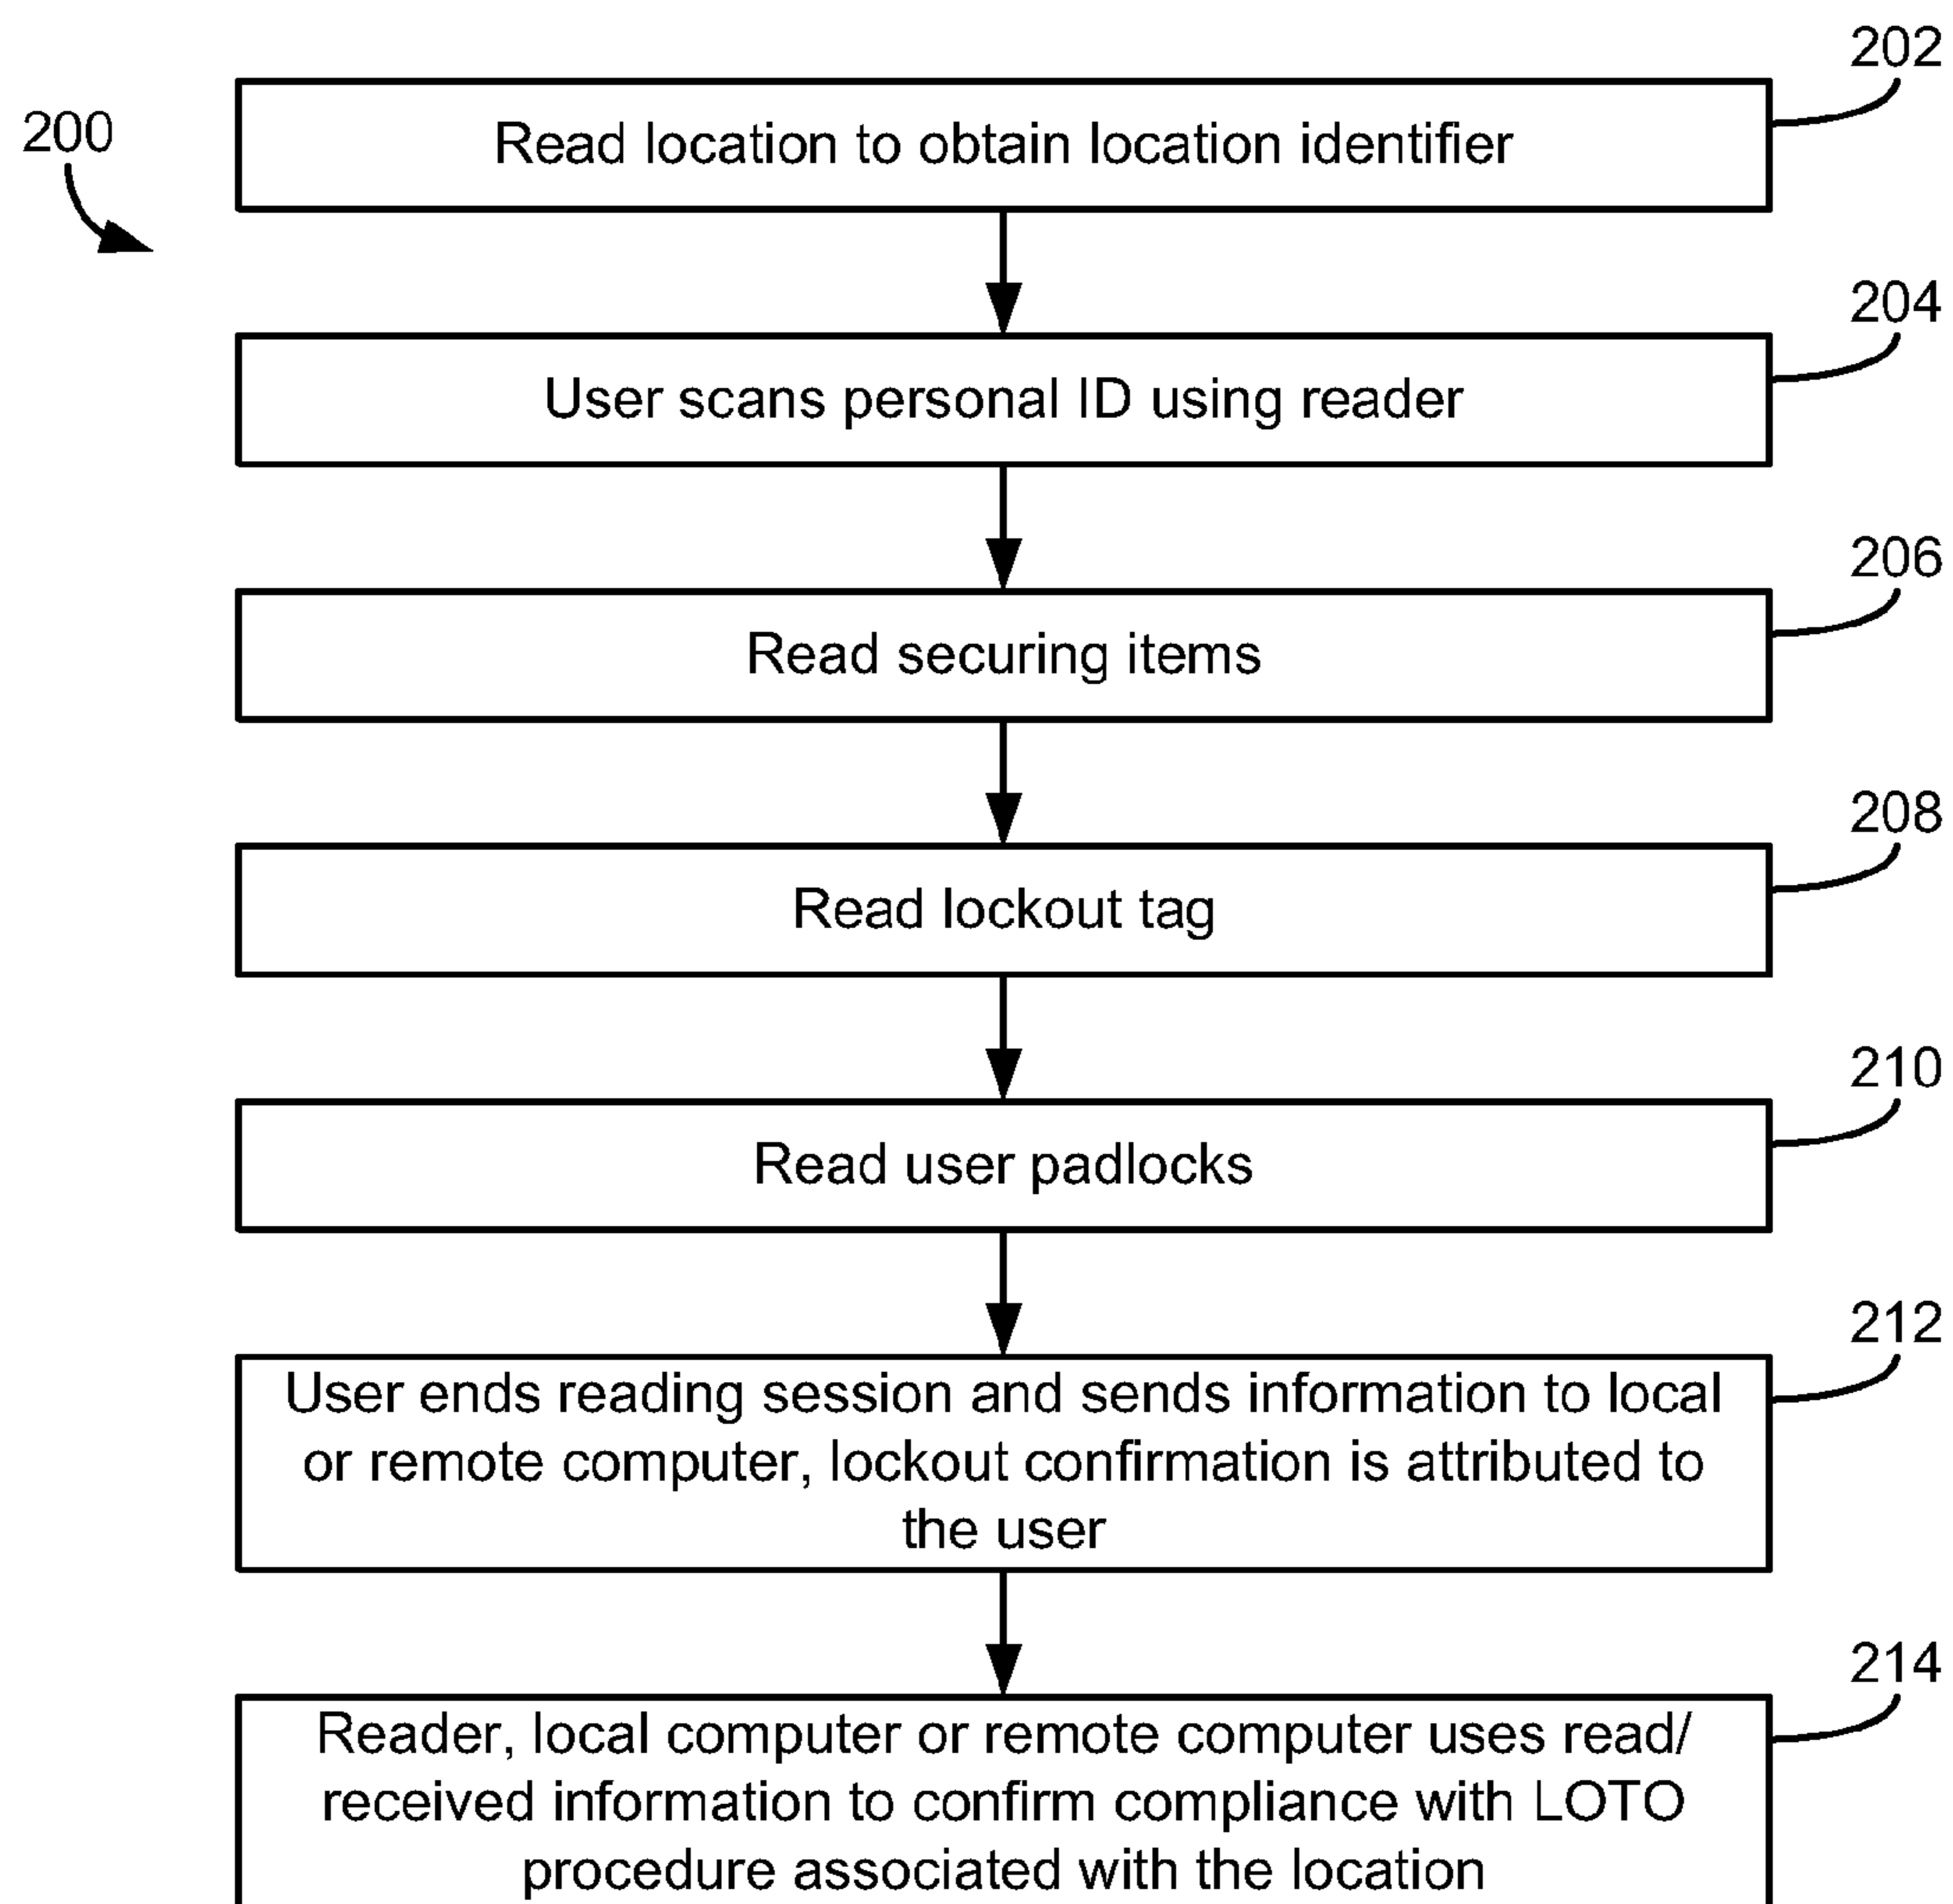 202
200
Read location to obtain location identifier
204
User scans personal ID using reader
206
Read securing items
208
Read lockout tag
210
Read user padlocks
212
User ends reading session and sends information to local
or remote computer, lockout confirmation is attributed to
the user
214
Reader, local computer or remote computer uses read/
received information to confirm compliance with LOTO
procedure associated with the location